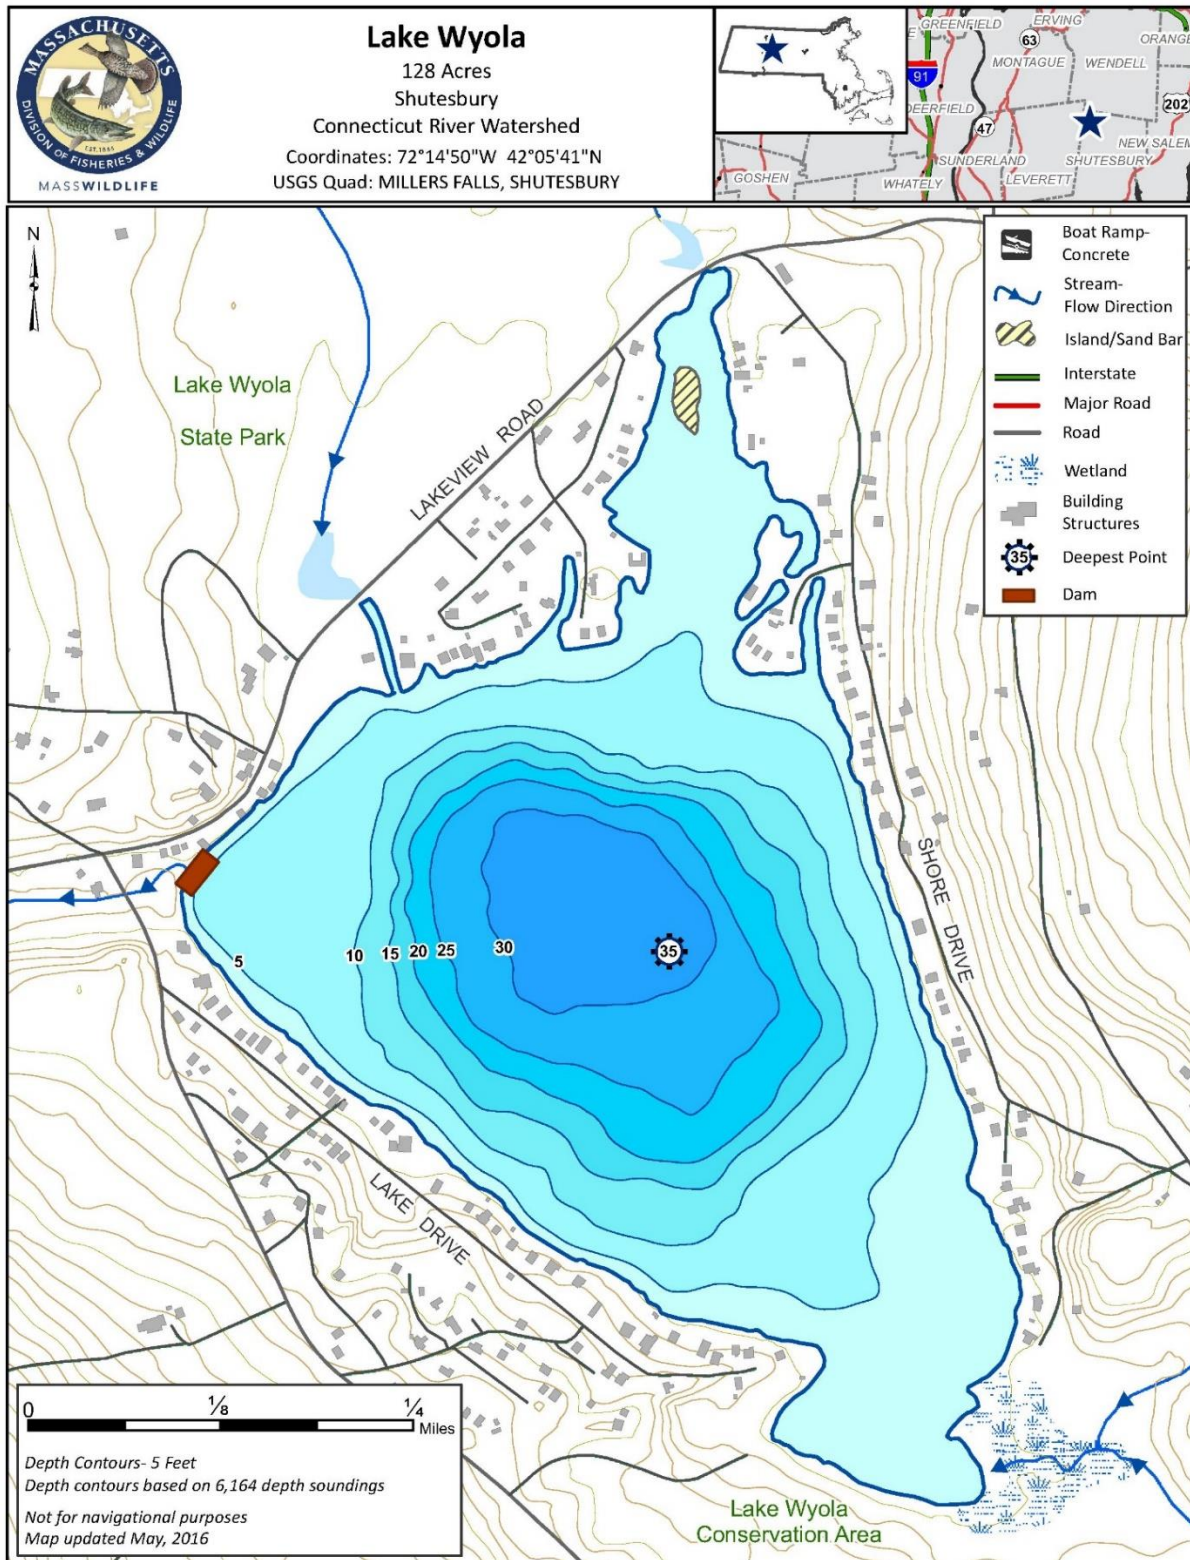 MASSACHUSETTS
DIVISION OF FISHERIES & WILDLIFE
EST. 1866
MASSWILDLIFE
Lake Wyola
128 Acres
Shutesbury
Connecticut River Watershed
Coordinates: 72°14'50"W 42°05'41"N
USGS Quad: MILLERS FALLS, SHUTESBURY
GREENFIELD
ERVING
ORANGE
63
MONTAGUE
WENDELL
91
DEERFIELD
47
202
NEW SALEM
SUNDERLAND
SHUTESBURY
GOSHEN
WHATELY
LEVERETT
N
Boat Ramp-
Concrete
Stream-
Flow Direction
Island/Sand Bar
Interstate
Major Road
Road
Wetland
Building
Structures
35 Deepest Point
Dam
Lake Wyola
State Park
LAKEVIEW ROAD
SHORE DRIVE
5 10 15 20 25 30 35
LAKE DRIVE
0 ⅛ ¼
Miles
Depth Contours- 5 Feet
Depth contours based on 6,164 depth soundings
Not for navigational purposes
Map updated May, 2016
Lake Wyola
Conservation Area